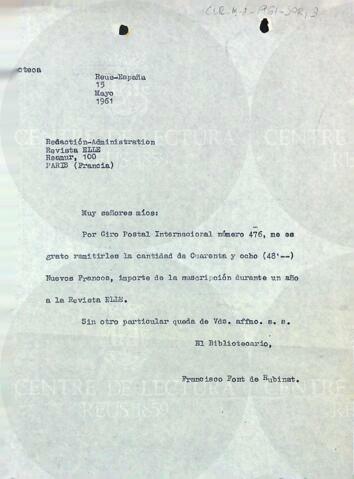 CLR.M.1-1961-SAR, 3
oteca
Reus-España
15
Mayo
1961
Redactión-Administration
Revista ELLE
Reamur, 100
PARIS (Francia)
Muy señores míos:
Por Giro Postal Internacional número 476, me es
grato remitirles la cantidad de Cuarenta y ocho (48'--)
Nuevos Francos, importe de la suscripción durante un año
a la Revista ELLE.
Sin otro particular queda de Vds. affmo. s. s.
El Bibliotecario,
Francisco Font de Rubinat.
CENTRE DE LECTURA
REUS 1859